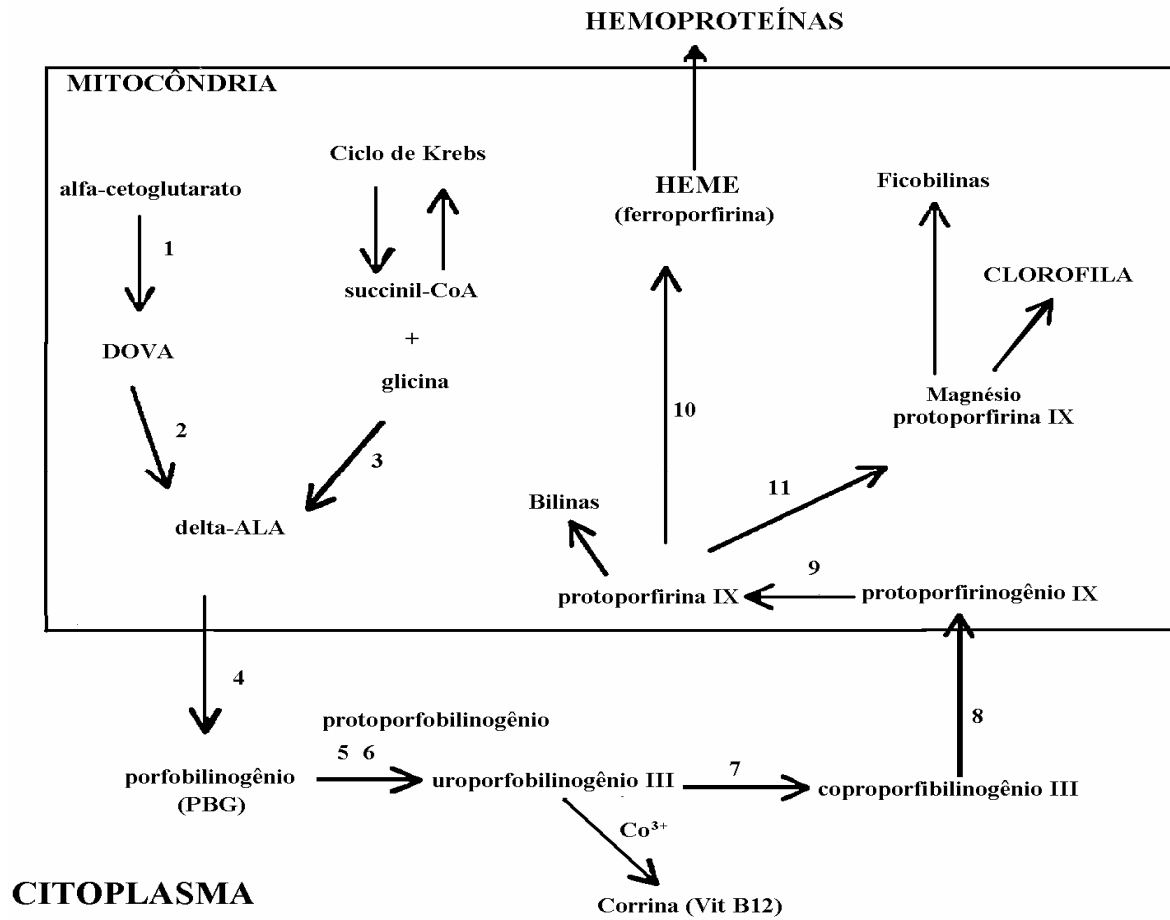 HEMOPROTEÍNAS
MITOCÔNDRIA
alfa-cetoglutarato
1
DOVA
2
Ciclo de Krebs
succinil-CoA
+
glicina
3
delta-ALA
HEME
(ferroporfirina)
10
Ficobilinas
CLOROFILA
Magnésio
protoporfirina IX
11
Bilinas
protoporfirina IX
9
protoporfirinogênio IX
4
porfobilinogênio
(PBG)
protoporfobilinogênio
5 6
uroporfobilinogênio III
7
coproporfibilinogênio III
8
Co³⁺
Corrina (Vit B12)
CITOPLASMA